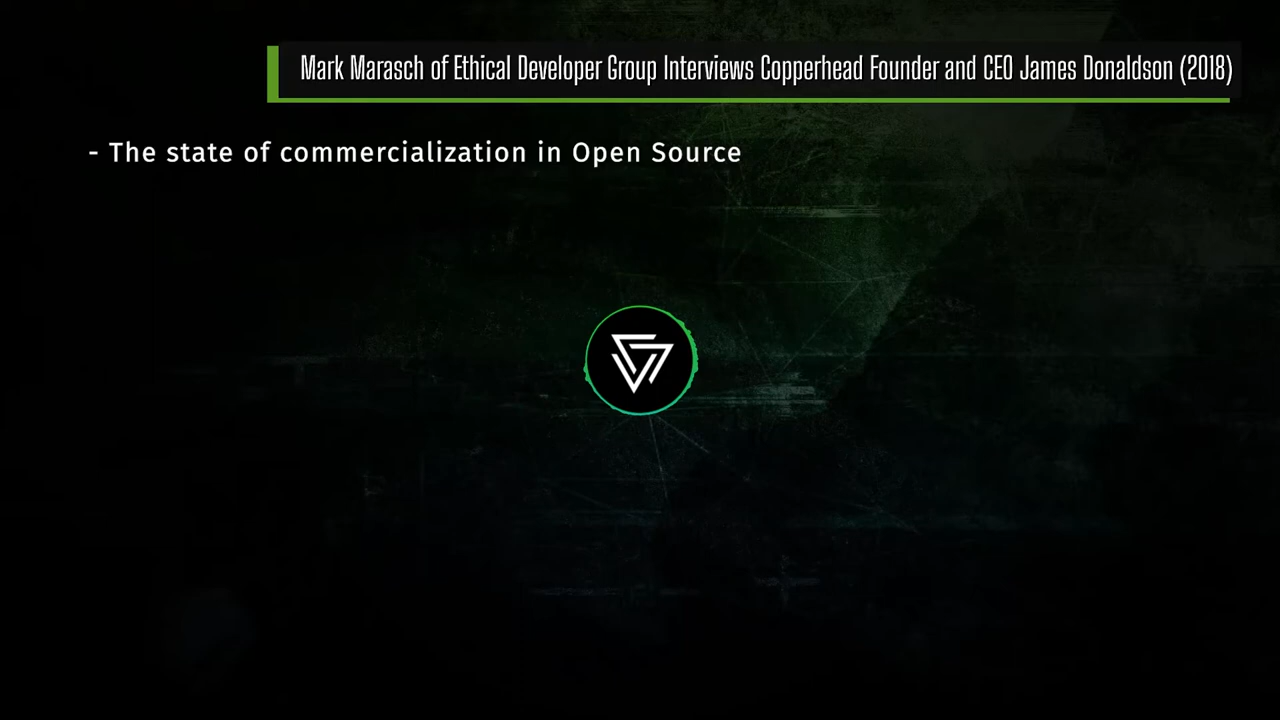 Mark Marasch of Ethical Developer Group Interviews Copperhead Founder and CEO James Donaldson (2018)
- The state of commercialization in Open Source